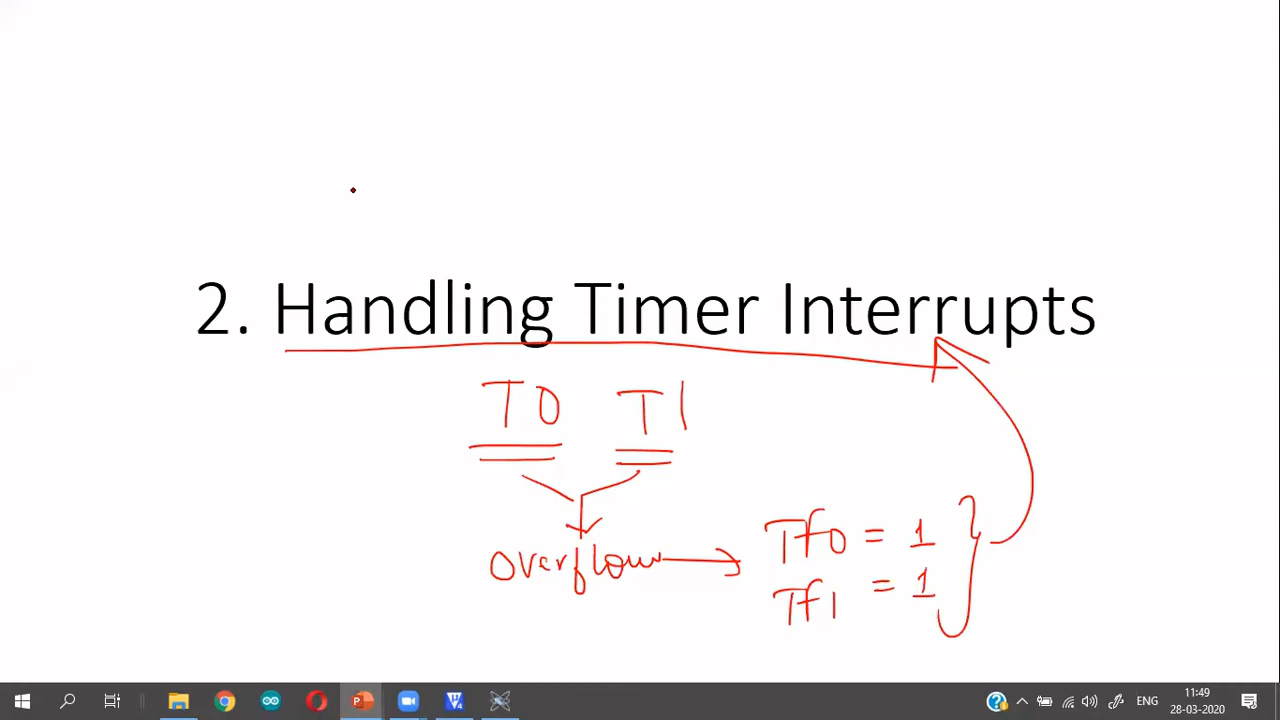 2. Handling Timer Interrupts
T0 T1
Tf0 = 1
overflow
Tf1 = 1
ENG
11:49
28-03-2020